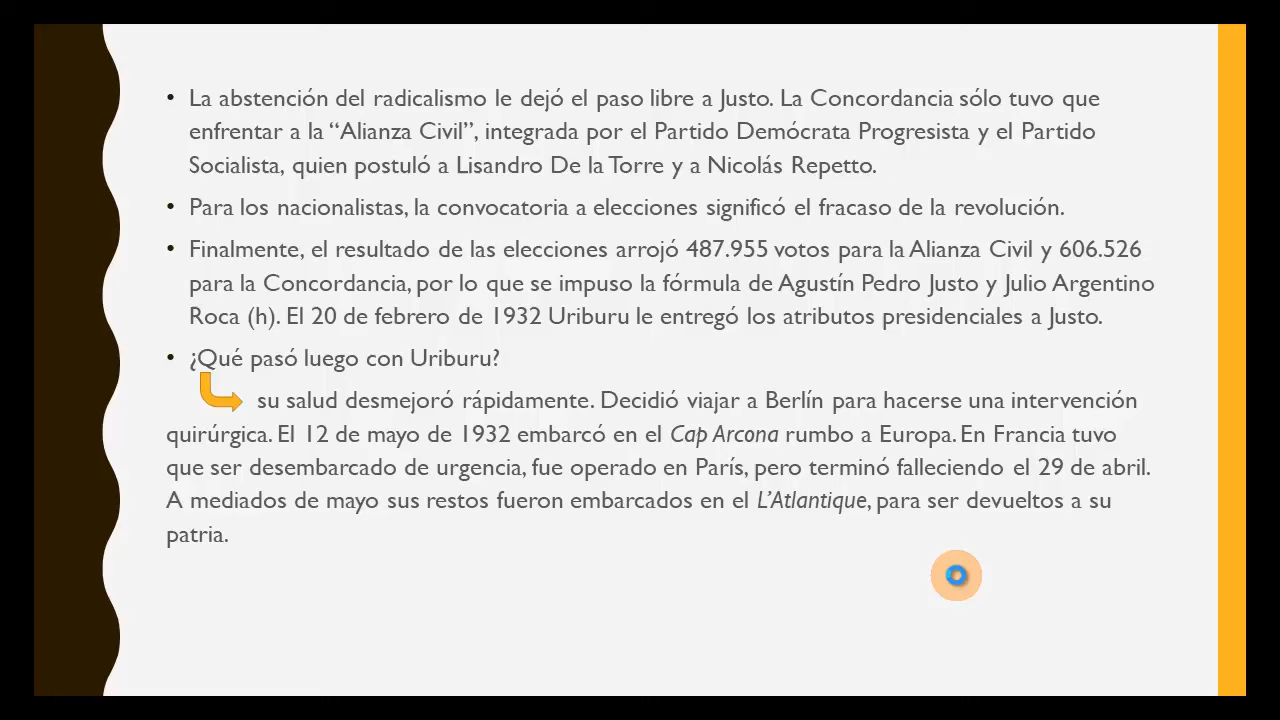 • La abstención del radicalismo le dejó el paso libre a Justo. La Concordancia sólo tuvo que
enfrentar a la “Alianza Civil”, integrada por el Partido Demócrata Progresista y el Partido
Socialista, quien postuló a Lisandro De la Torre y a Nicolás Repetto.
• Para los nacionalistas, la convocatoria a elecciones significó el fracaso de la revolución.
• Finalmente, el resultado de las elecciones arrojó 487.955 votos para la Alianza Civil y 606.526
para la Concordancia, por lo que se impuso la fórmula de Agustín Pedro Justo y Julio Argentino
Roca (h). El 20 de febrero de 1932 Uriburu le entregó los atributos presidenciales a Justo.
• ¿Qué pasó luego con Uriburu?
su salud desmejoró rápidamente. Decidió viajar a Berlín para hacerse una intervención
quirúrgica. El 12 de mayo de 1932 embarcó en el Cap Arcona rumbo a Europa. En Francia tuvo
que ser desembarcado de urgencia, fue operado en París, pero terminó falleciendo el 29 de abril.
A mediados de mayo sus restos fueron embarcados en el L’Atlantique, para ser devueltos a su
patria.